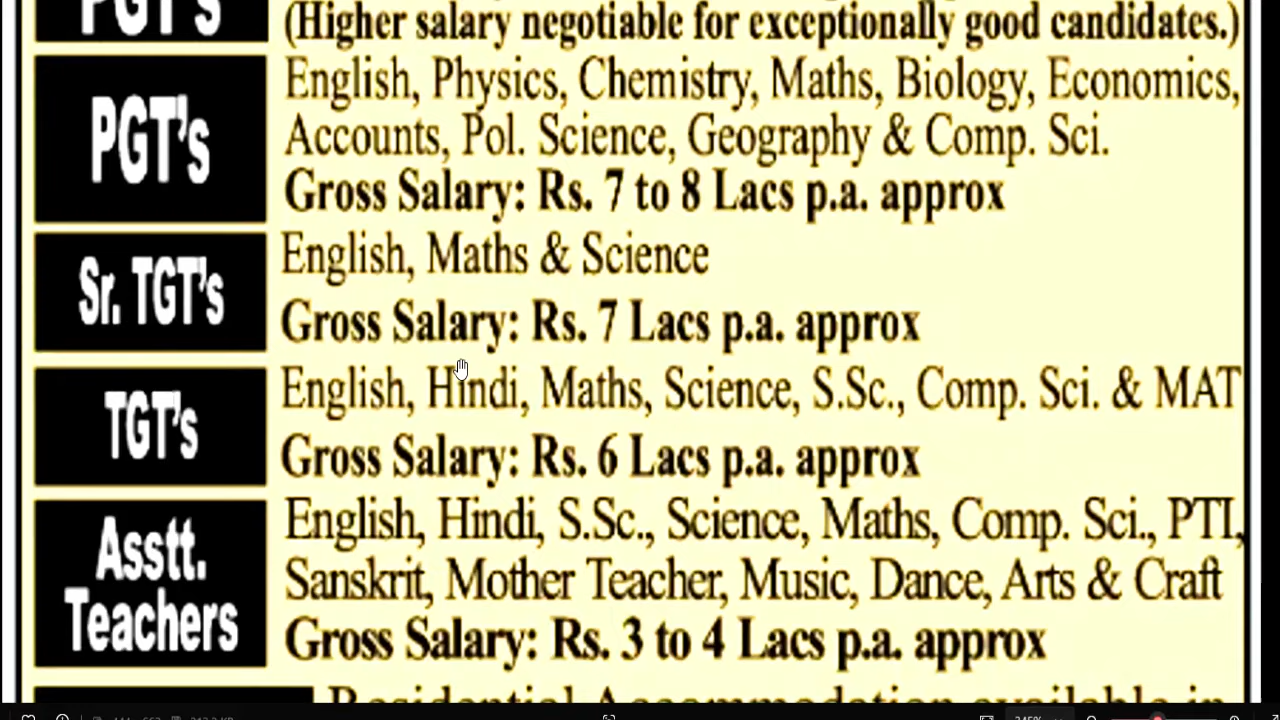 PGT's
(Higher salary negotiable for exceptionally good candidates.)
PGT's
English, Physics, Chemistry, Maths, Biology, Economics,
Accounts, Pol. Science, Geography & Comp. Sci.
Gross Salary: Rs. 7 to 8 Lacs p.a. approx
Sr. TGT's
English, Maths & Science
Gross Salary: Rs. 7 Lacs p.a. approx
TGT's
English, Hindi, Maths, Science, S.Sc., Comp. Sci. & MAT
Gross Salary: Rs. 6 Lacs p.a. approx
Asstt.
Teachers
English, Hindi, S.Sc., Science, Maths, Comp. Sci., PTI,
Sanskrit, Mother Teacher, Music, Dance, Arts & Craft
Gross Salary: Rs. 3 to 4 Lacs p.a. approx
Residential Accommodation available in